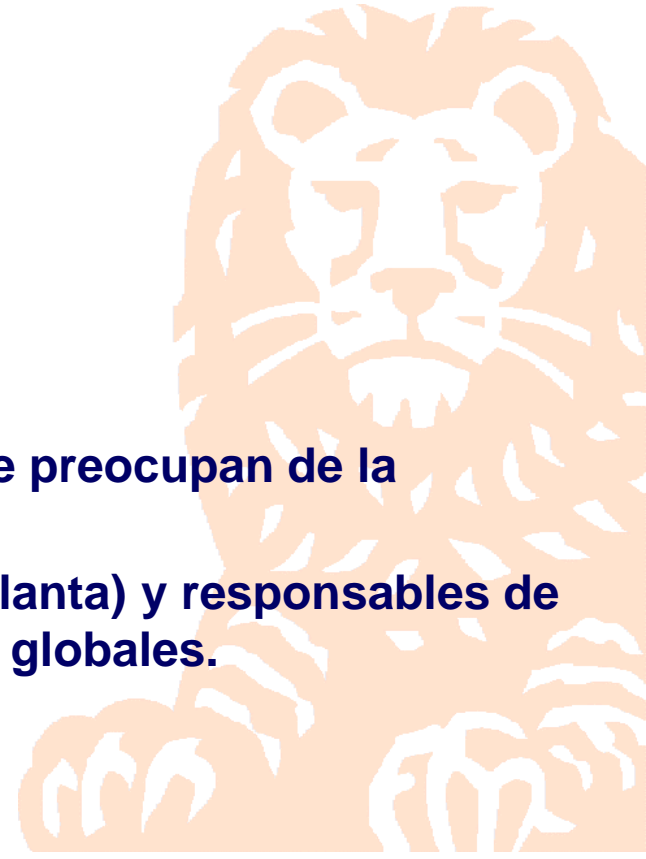 e preocupan de la
lanta) y responsables de
globales.